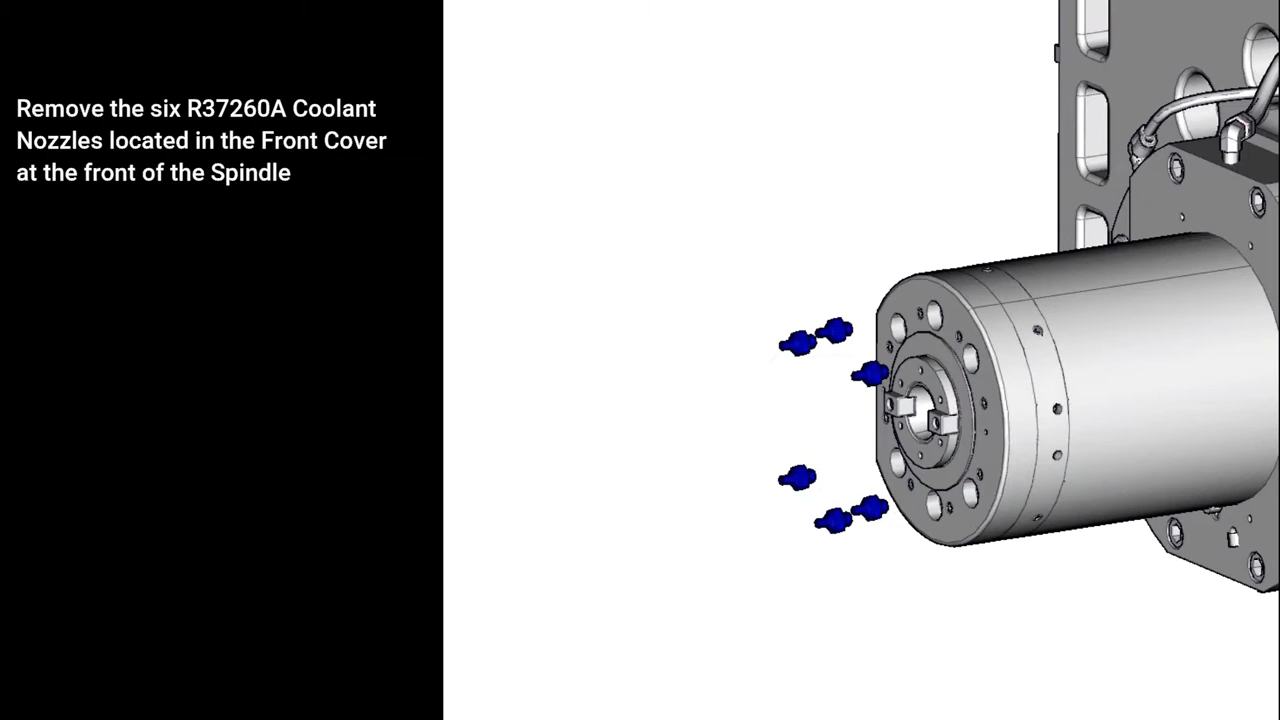 Remove the six R37260A Coolant
Nozzles located in the Front Cover
at the front of the Spindle